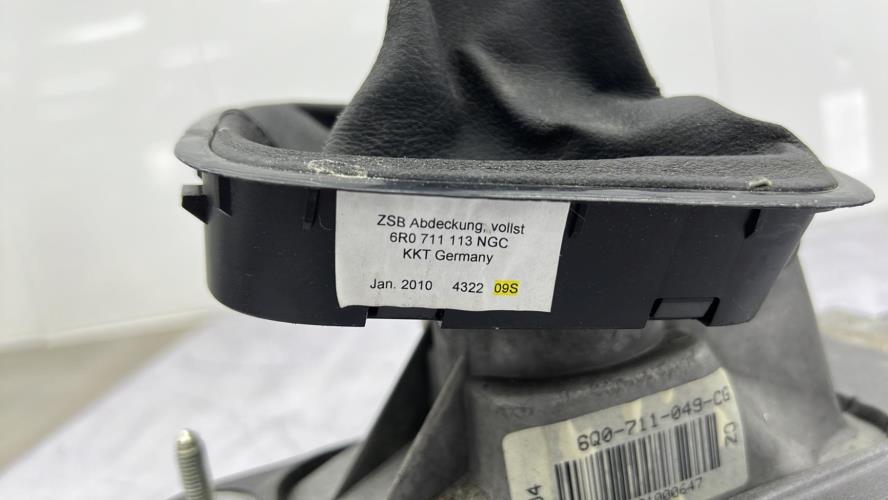 ZSB Abdeckung, vollst
6R0 711 113 NGC
KKT Germany
Jan. 2010 4322 09S
6Q0-711-049-CG